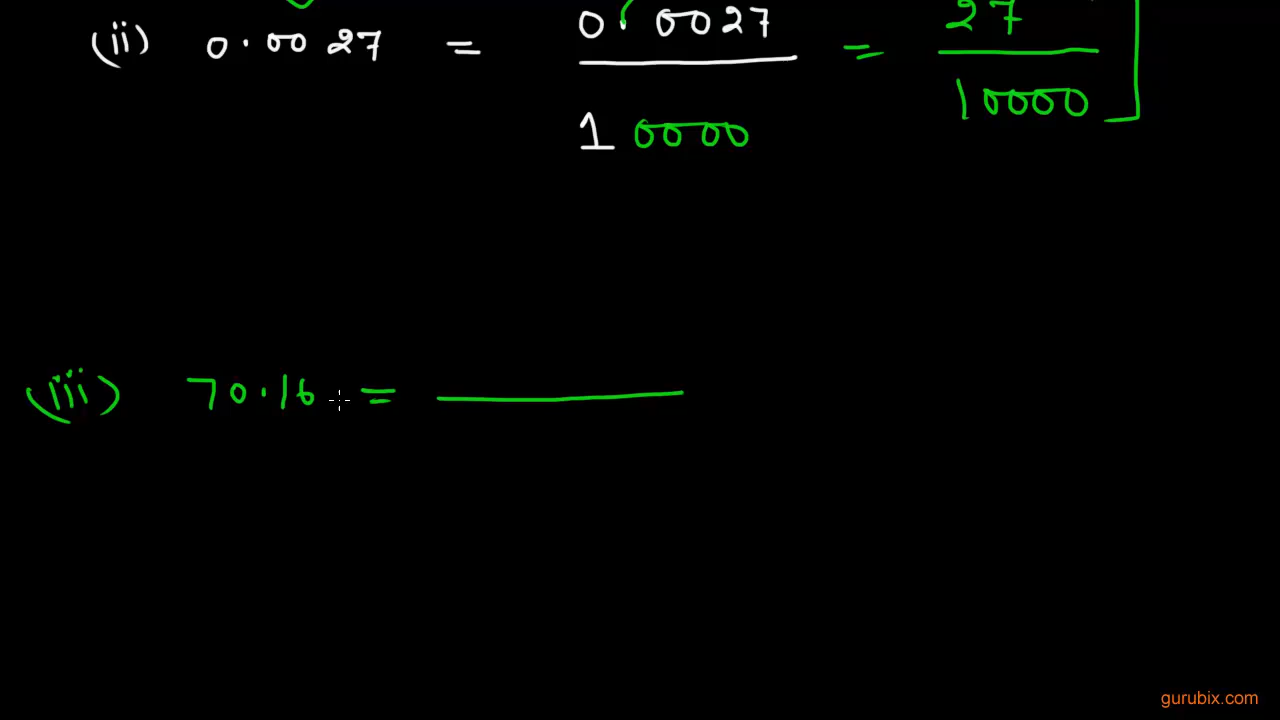 (ii) 0.0027 = 0.0027 / 10000 = 27 / 10000 ]
(iii) 70.16 =
gurubix.com